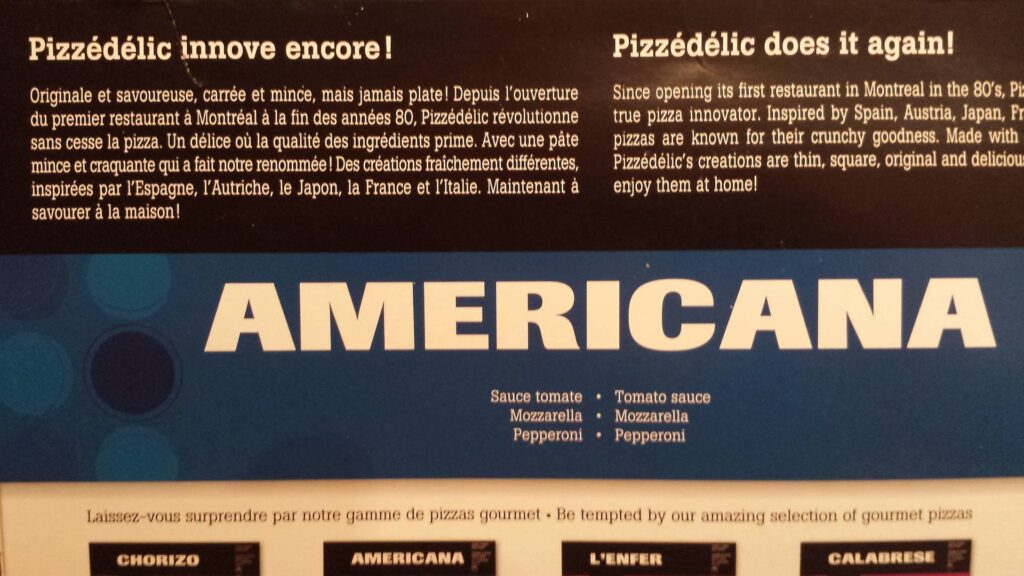 Pizzédélic innove encore!
Originale et savoureuse, carrée et mince, mais jamais plate! Depuis l'ouverture
du premier restaurant à Montréal à la fin des années 80, Pizzédélic révolutionne
sans cesse la pizza. Un délice où la qualité des ingrédients prime. Avec une pâte
mince et craquante qui a fait notre renommée! Des créations fraîchement différentes,
inspirées par l'Espagne, l'Autriche, le Japon, la France et l'Italie. Maintenant à
savourer à la maison!
Pizzédélic does it again!
Since opening its first restaurant in Montreal in the 80's,
true pizza innovator. Inspired by Spain, Austria, Japan,
pizzas are known for their crunchy goodness. Made with
Pizzédélic's creations are thin, square, original and
enjoy them at home!
AMERICANA
Sauce tomate • Tomato sauce
Mozzarella • Mozzarella
Pepperoni • Pepperoni
Laissez-vous surprendre par notre gamme de pizzas gourmet • Be tempted by our amazing selection of gourmet pizzas
CHORIZO
AMERICANA
L'ENFER
CALABRESE